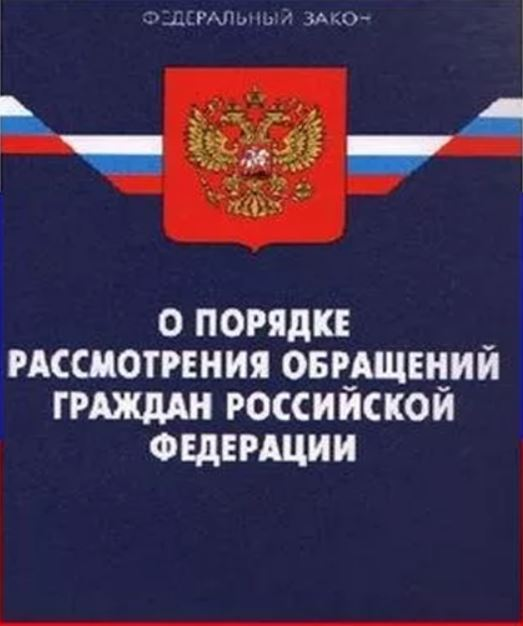 ФЕДЕРАЛЬНЫЙ ЗАКОН
О ПОРЯДКЕ
РАССМОТРЕНИЯ ОБРАЩЕНИЙ
ГРАЖДАН РОССИЙСКОЙ
ФЕДЕРАЦИИ